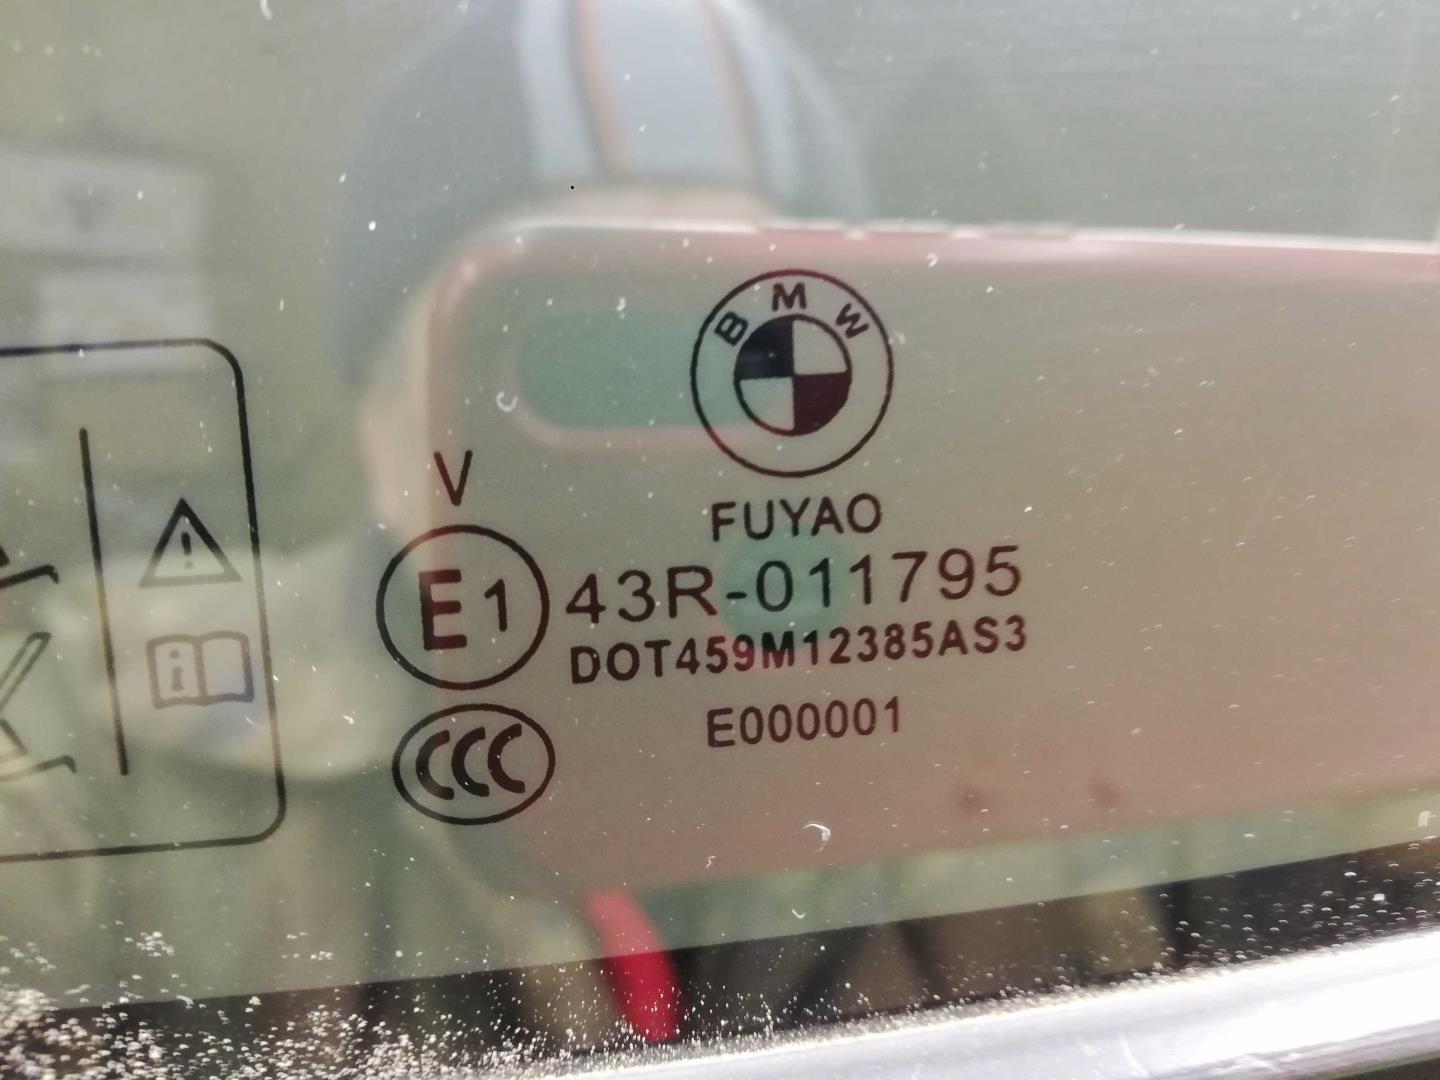 BMW
V
FUYAO
E1 43R-011795
DOT459M12385AS3
CCC
E000001
i